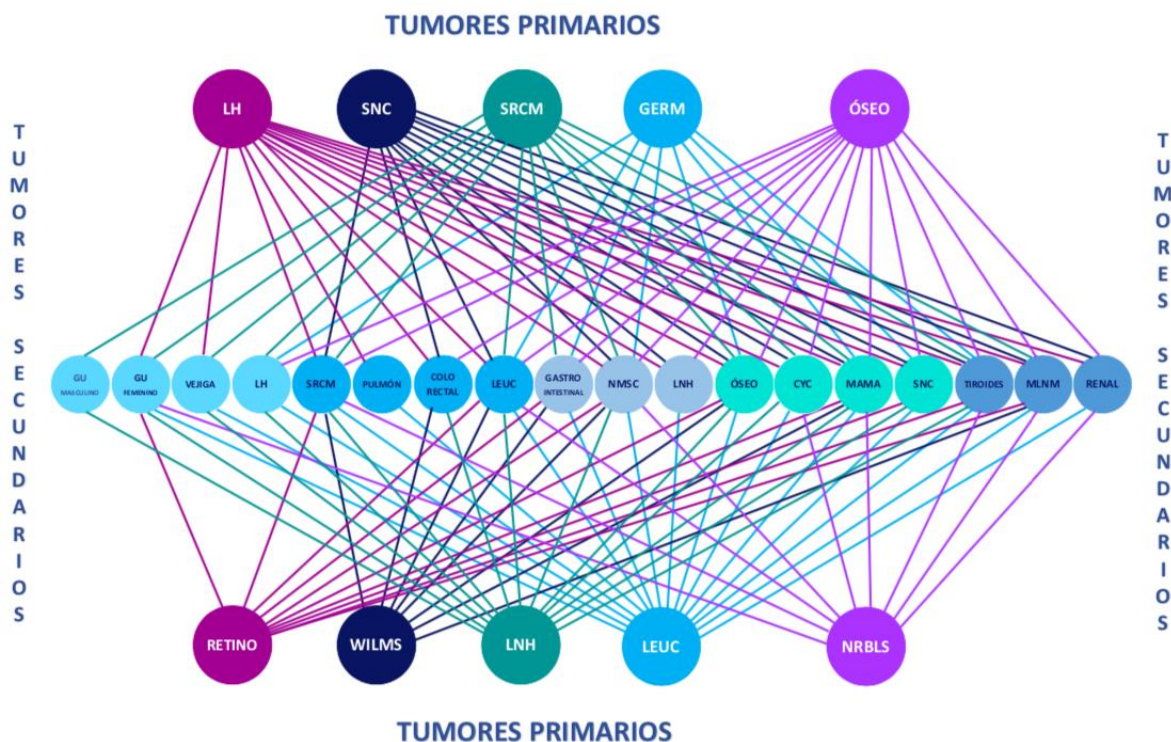 TUMORES PRIMARIOS
LH
SNC
SRCM
GERM
ÓSEO
TUMORES SECUNDARIOS
TUMORES SECUNDARIOS
GU
MASCULINO
GU
FEMENINO
VEJIGA
LH
SRCM
PULMÓN
COLO
RECTAL
LEUC
GASTRO
INTESTINAL
NMSC
LNH
ÓSEO
CYC
MAMA
SNC
TIROIDES
MLNM
RENAL
RETINO
WILMS
LNH
LEUC
NRBLS
TUMORES PRIMARIOS